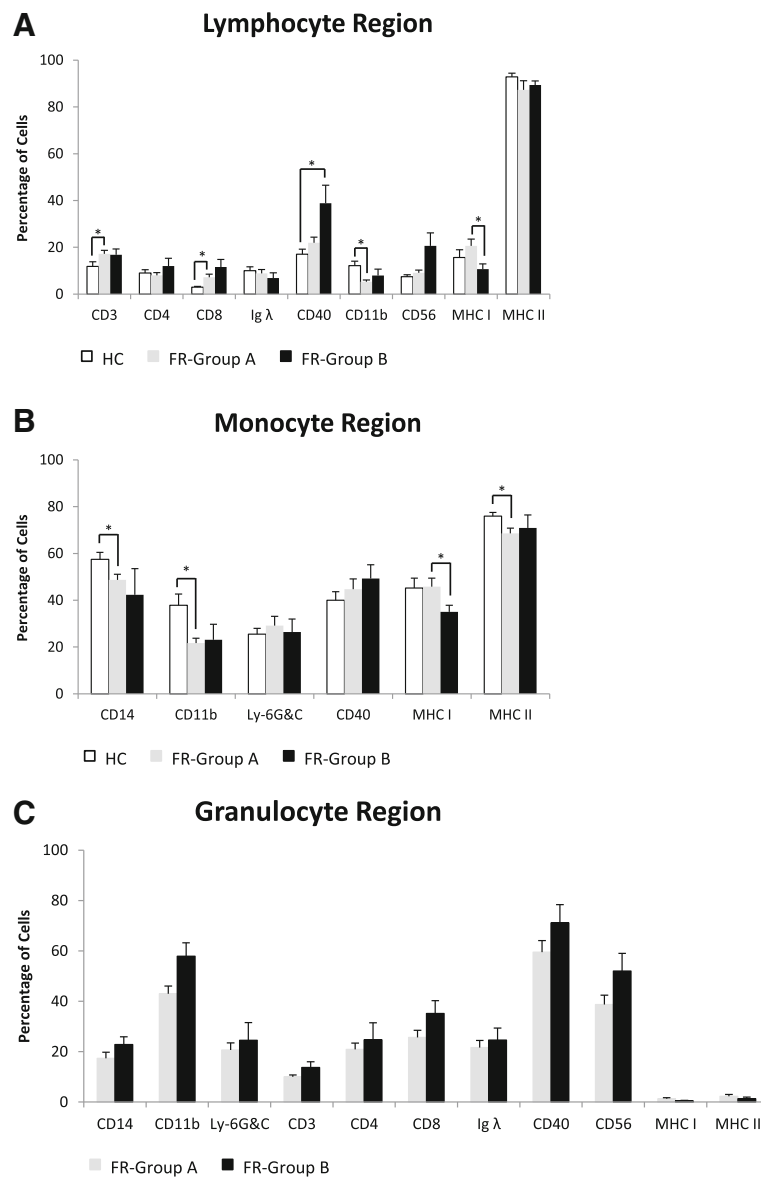 A
Lymphocyte Region
Percentage of Cells
100
80
60
40
20
0
* * * * *
CD3 CD4 CD8 Ig λ CD40 CD11b CD56 MHC I MHC II
HC FR-Group A FR-Group B
B
Monocyte Region
Percentage of Cells
100
80
60
40
20
0
* * * *
CD14 CD11b Ly-6G&C CD40 MHC I MHC II
HC FR-Group A FR-Group B
C
Granulocyte Region
Percentage of Cells
100
80
60
40
20
0
CD14 CD11b Ly-6G&C CD3 CD4 CD8 Ig λ CD40 CD56 MHC I MHC II
FR-Group A FR-Group B